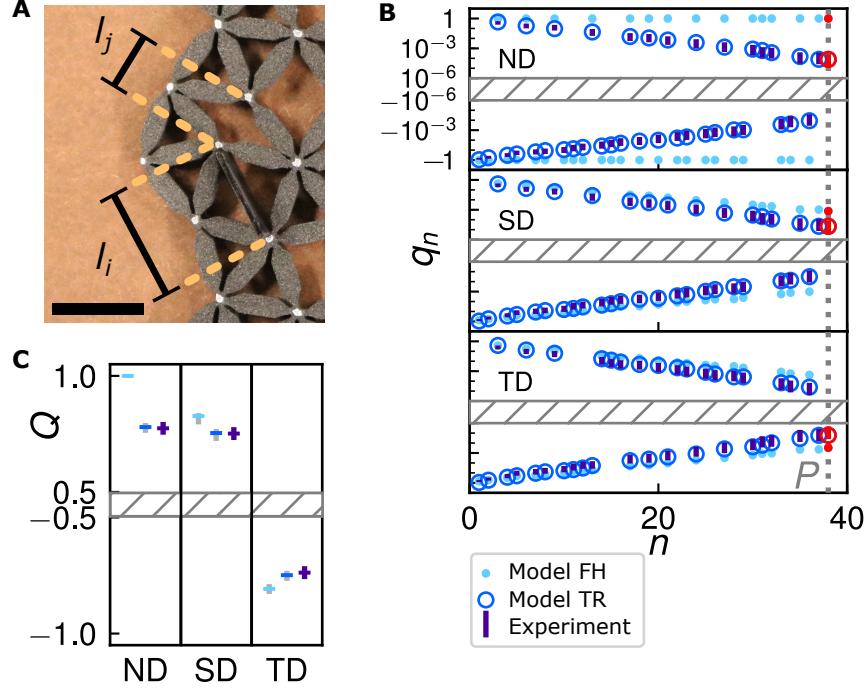 A
l_j
l_i
B
1
10^{-3}
10^{-6}
-10^{-6}
-10^{-3}
-1
ND
SD
TD
q_n
P
0
20
40
n
Model FH
Model TR
Experiment
C
1.0
0.5
-0.5
-1.0
Q
ND
SD
TD